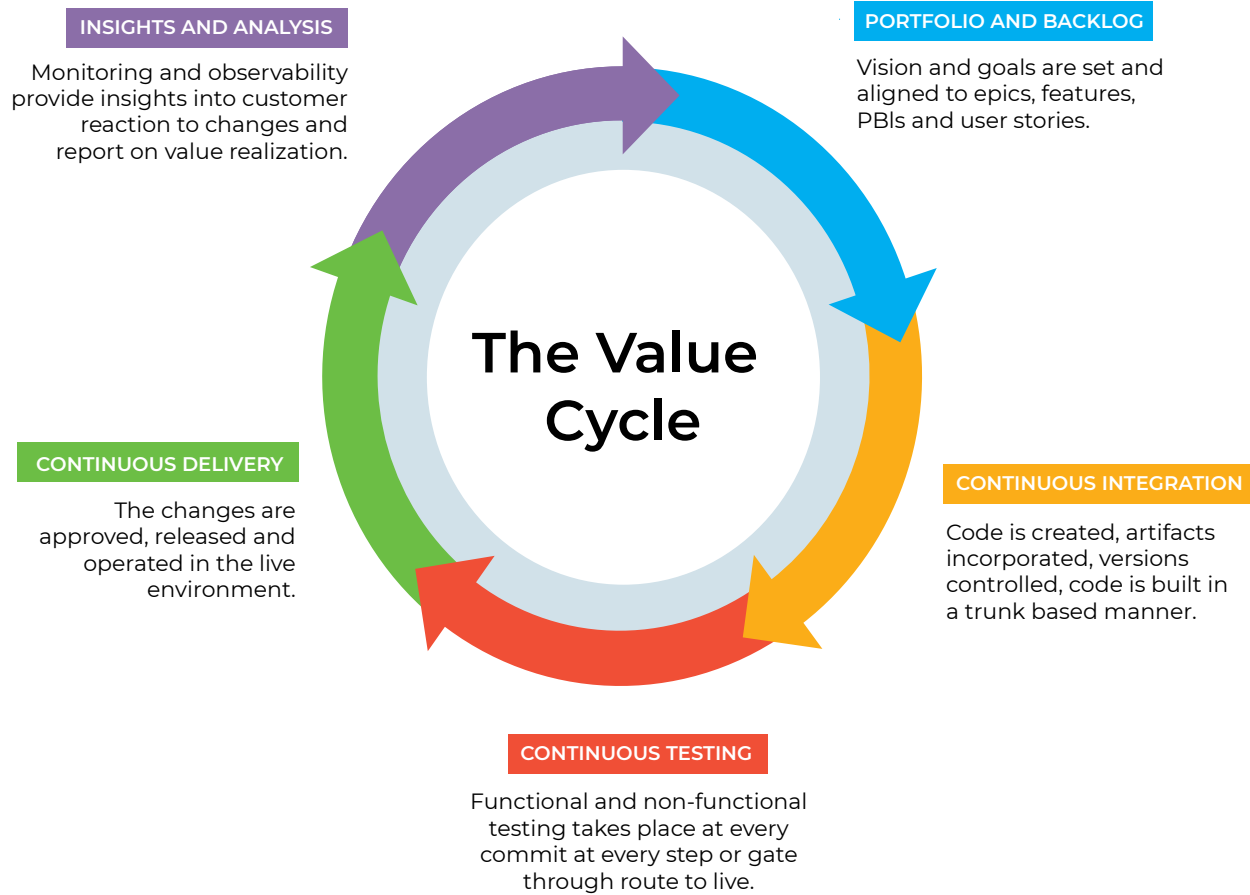 INSIGHTS AND ANALYSIS
Monitoring and observability
provide insights into customer
reaction to changes and
report on value realization.
PORTFOLIO AND BACKLOG
Vision and goals are set and
aligned to epics, features,
PBIs and user stories.
The Value
Cycle
CONTINUOUS DELIVERY
The changes are
approved, released and
operated in the live
environment.
CONTINUOUS INTEGRATION
Code is created, artifacts
incorporated, versions
controlled, code is built in
a trunk based manner.
CONTINUOUS TESTING
Functional and non-functional
testing takes place at every
commit at every step or gate
through route to live.